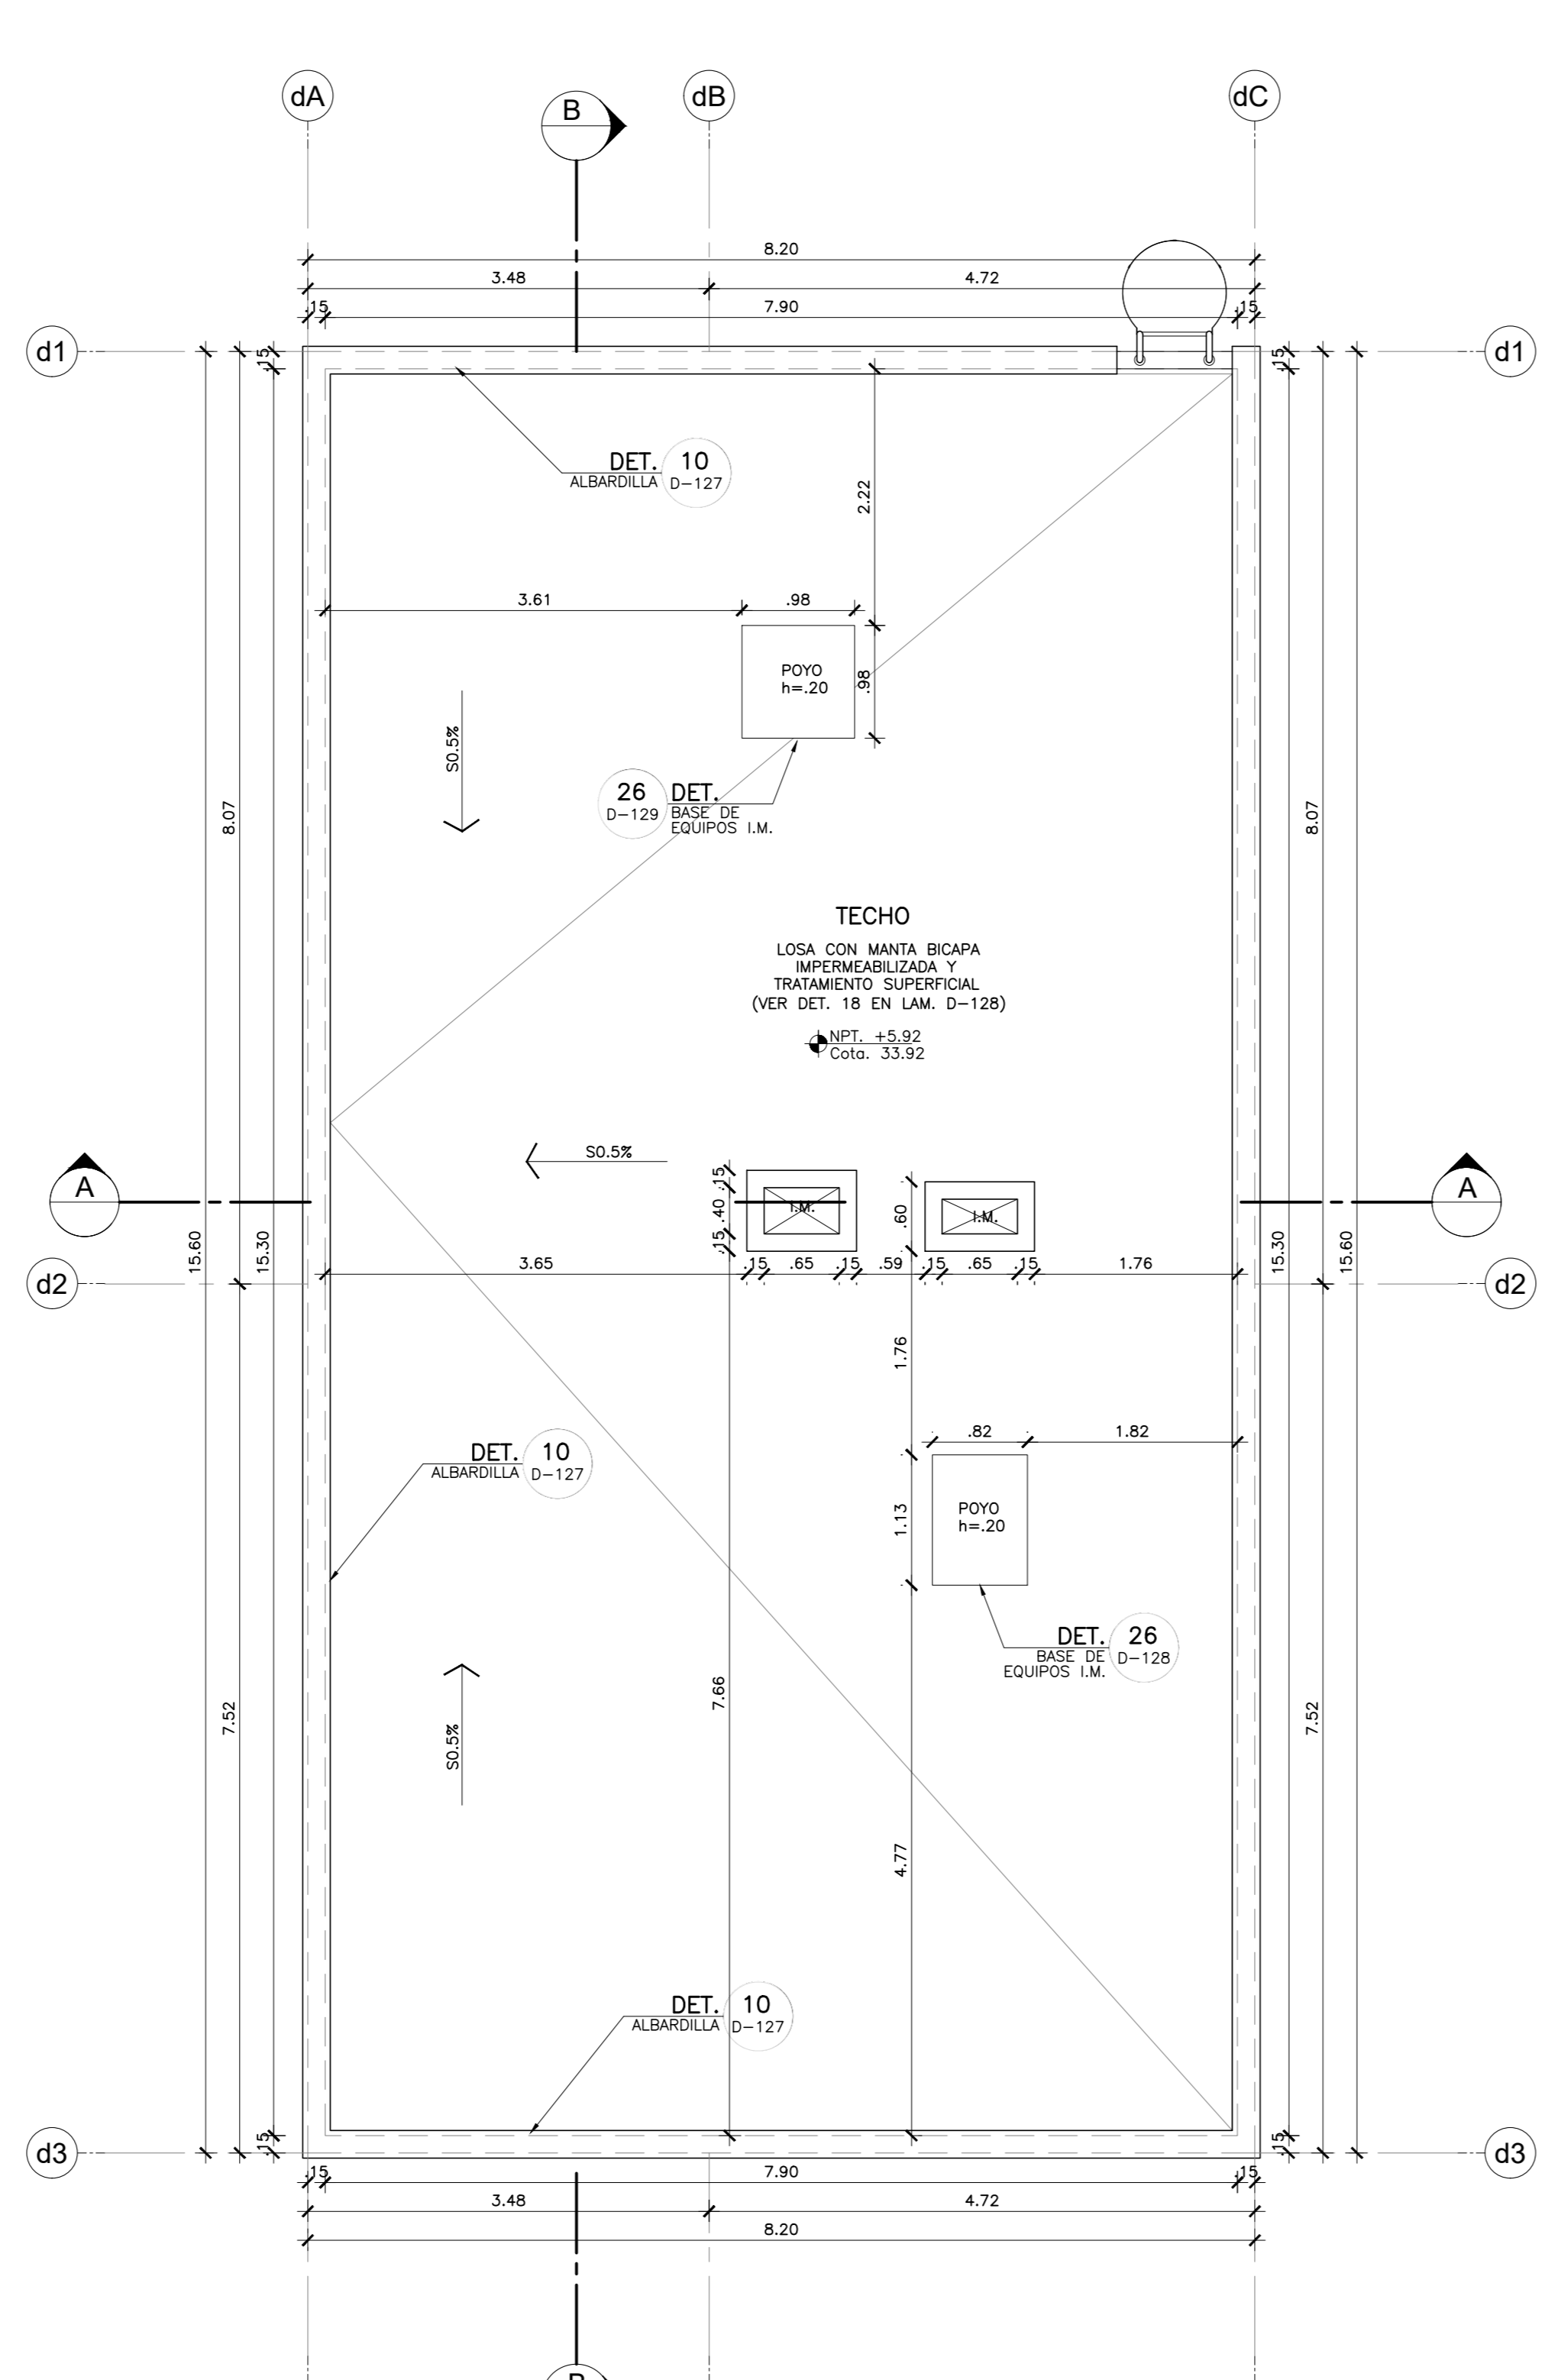 dA
B
dB
dC
8.20
3.48
4.72
.15
7.90
.15
d1
d1
.15
.15
DET. 10
ALBARDILLA D-127
2.22
3.61
.98
POYO
h=.20
.98
S0.5%
26 DET.
D-129 BASE DE
EQUIPOS I.M.
8.07
8.07
TECHO
LOSA CON MANTA BICAPA
IMPERMEABILIZADA Y
TRATAMIENTO SUPERFICIAL
(VER DET. 18 EN LAM. D-128)
NPT. +5.92
Cota. 33.92
S0.5%
A
A
.15
.40
.15
I.M.
.60
I.M.
15.60
15.30
15.30
15.60
3.65
.15
.65
.15
.59
.15
.65
.15
1.76
d2
d2
1.76
.82
1.82
DET. 10
ALBARDILLA D-127
1.13
POYO
h=.20
DET. 26
BASE DE D-128
EQUIPOS I.M.
7.66
7.52
7.52
S0.5%
4.77
DET. 10
ALBARDILLA D-127
d3
.15
.15
d3
.15
7.90
.15
3.48
4.72
8.20